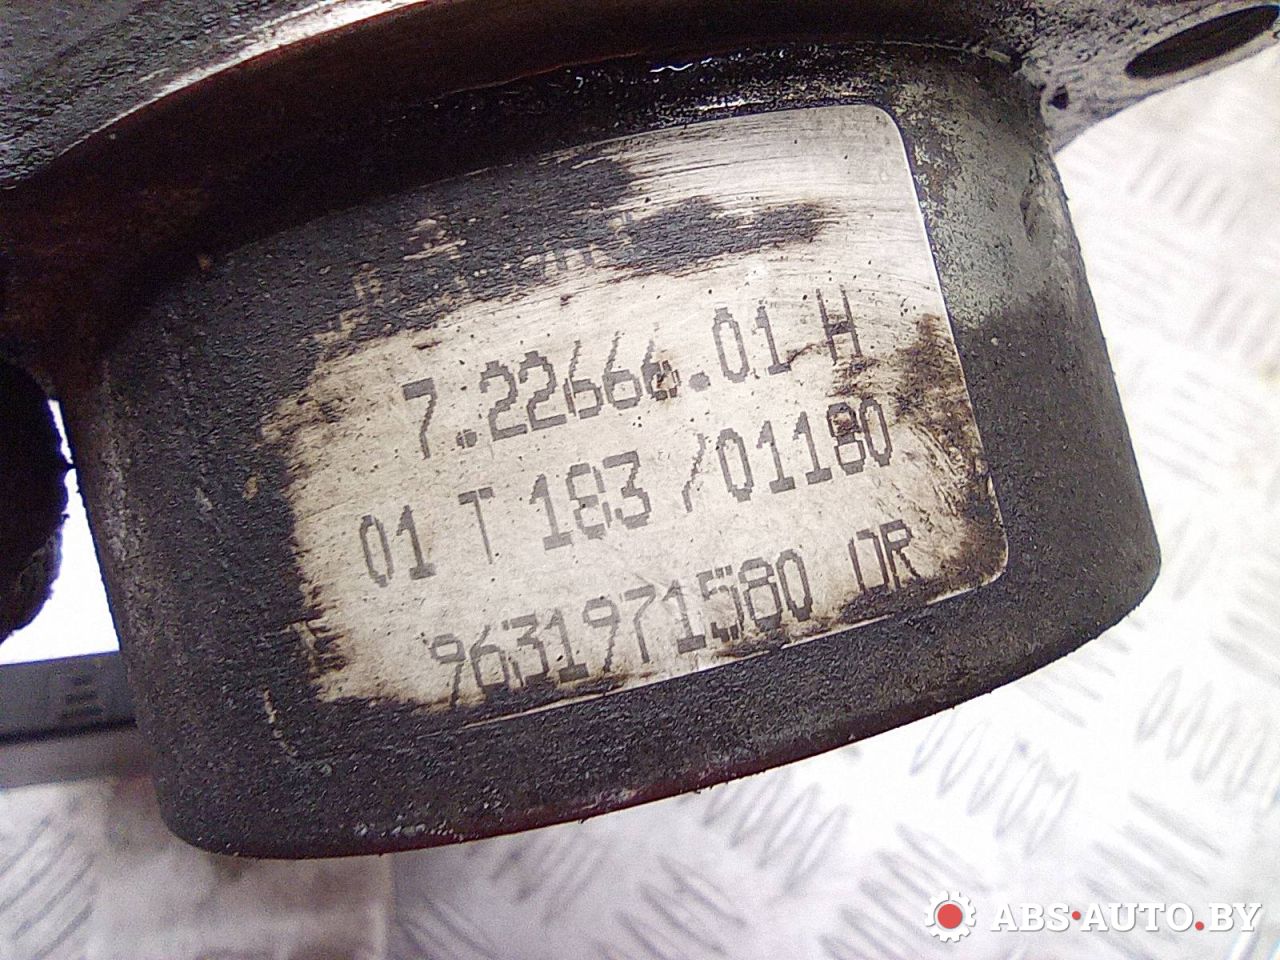 7.22666.01 H
01 T 183 /01180
9631971580 DR
ABS-AUTO.BY